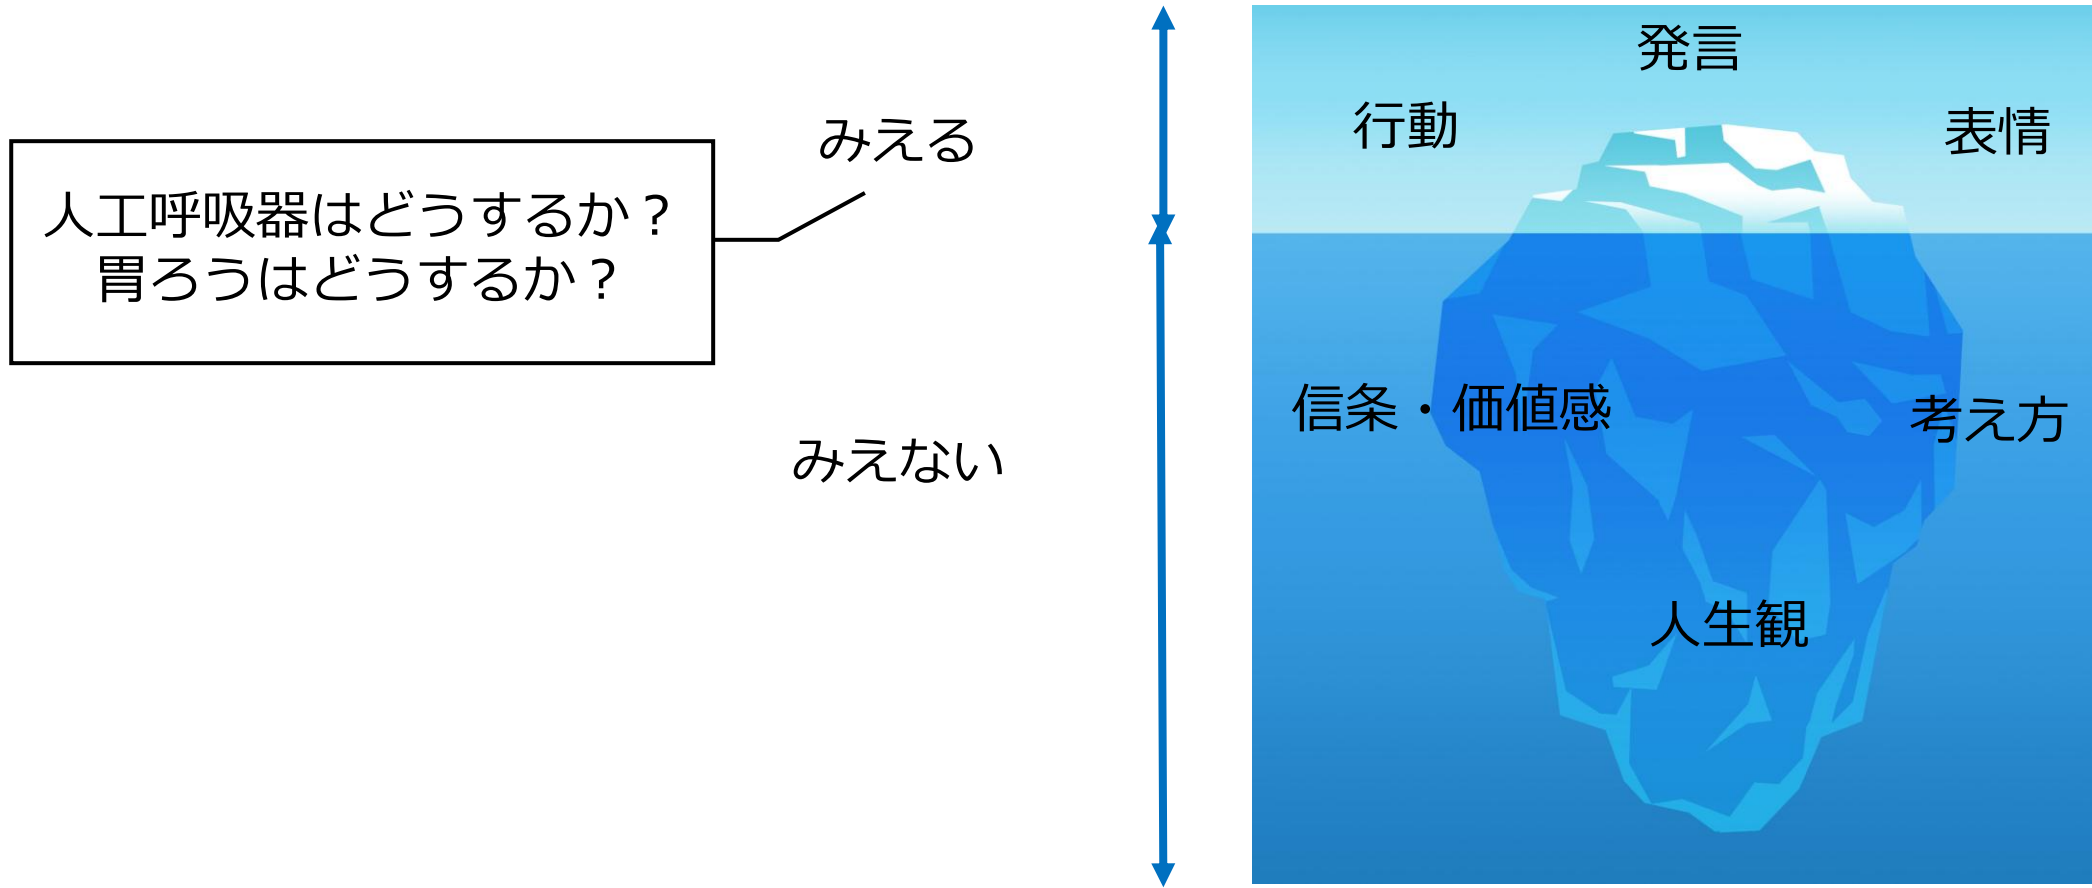 人工呼吸器はどうするか？
胃ろうはどうするか？
みえる
みえない
発言
行動
表情
信条・価値感
考え方
人生観